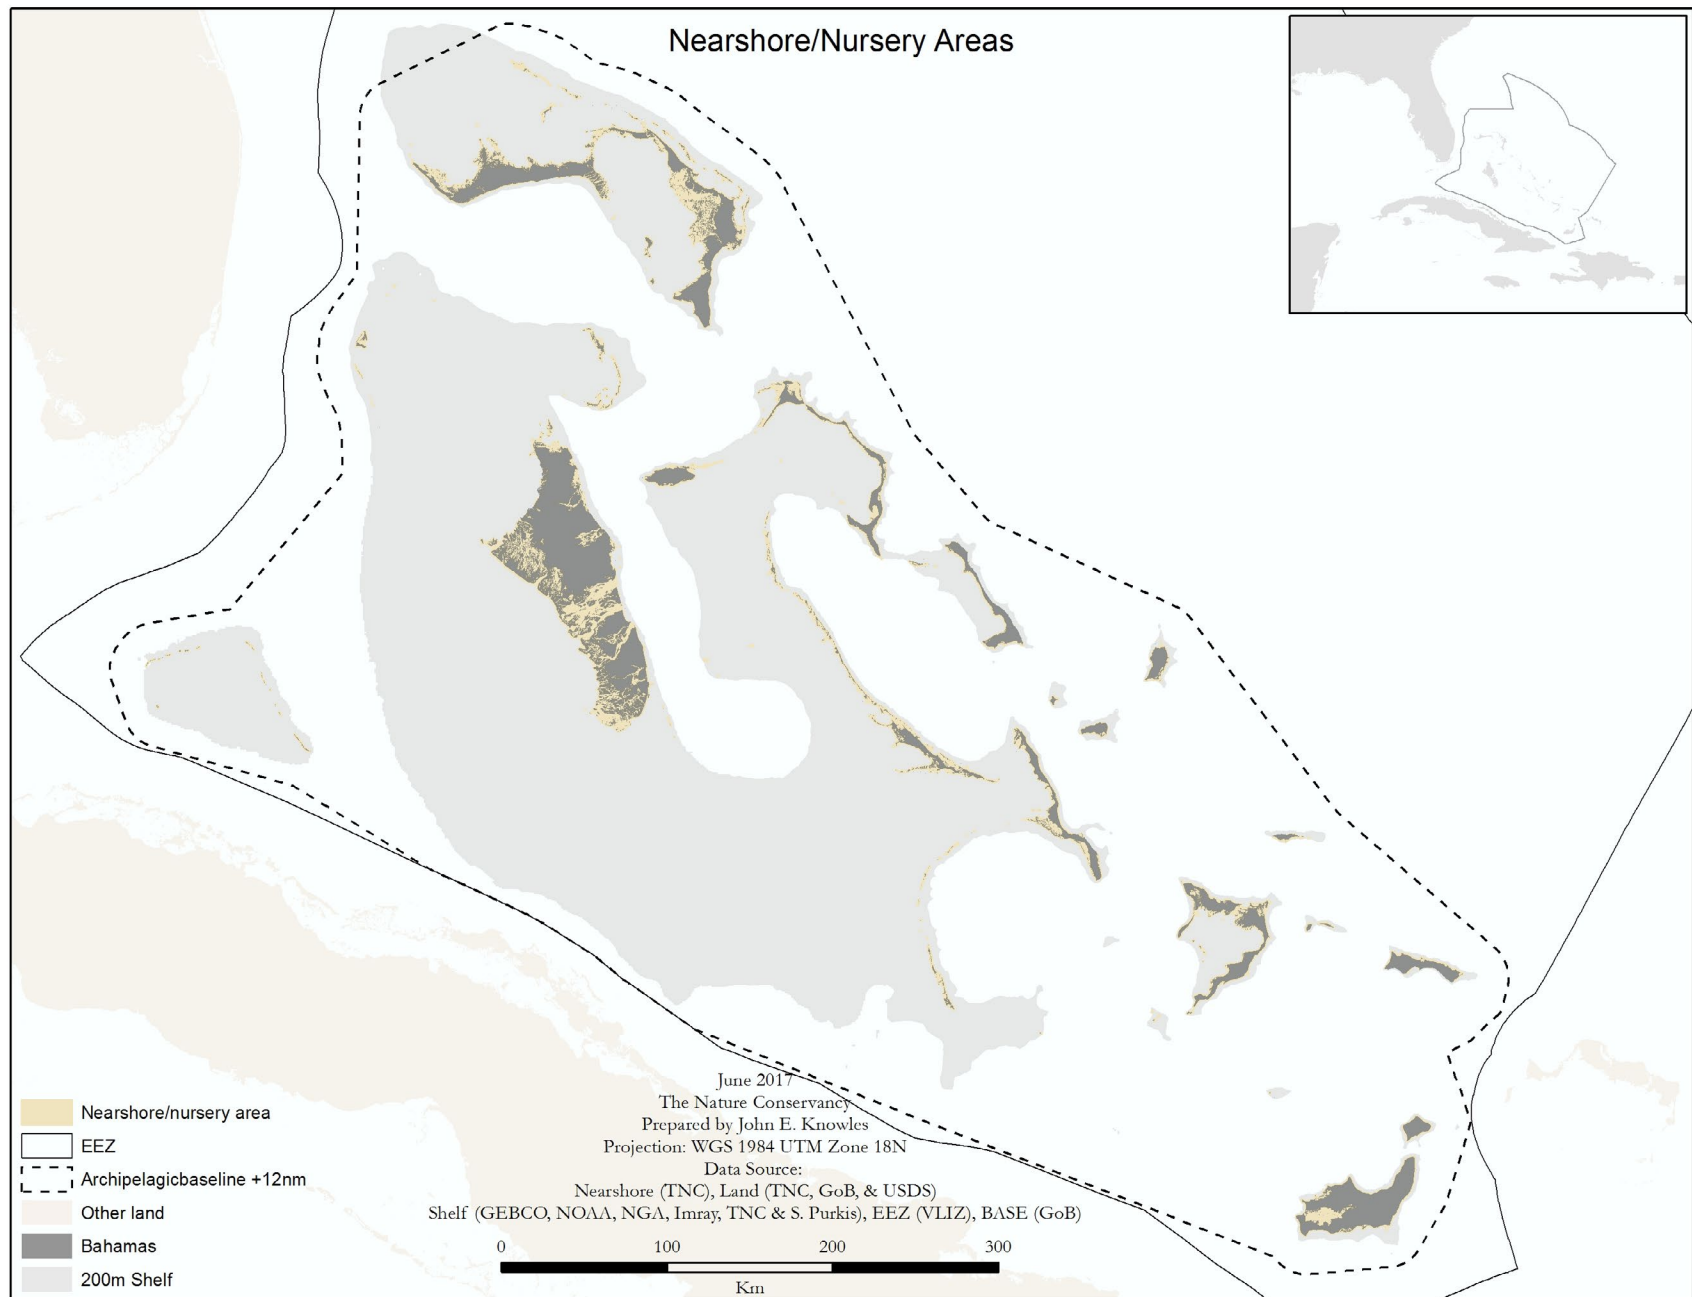 Nearshore/Nursery Areas
Nearshore/nursery area
EEZ
Archipelagicbaseline +12nm
Other land
Bahamas
200m Shelf
June 2017
The Nature Conservancy
Prepared by John E. Knowles
Projection: WGS 1984 UTM Zone 18N
Data Source:
Nearshore (TNC), Land (TNC, GoB, & USDS)
Shelf (GEBCO, NOAA, NGA, Imray, TNC & S. Purkis), EEZ (VLIZ), BASE (GoB)
0 100 200 300
Km